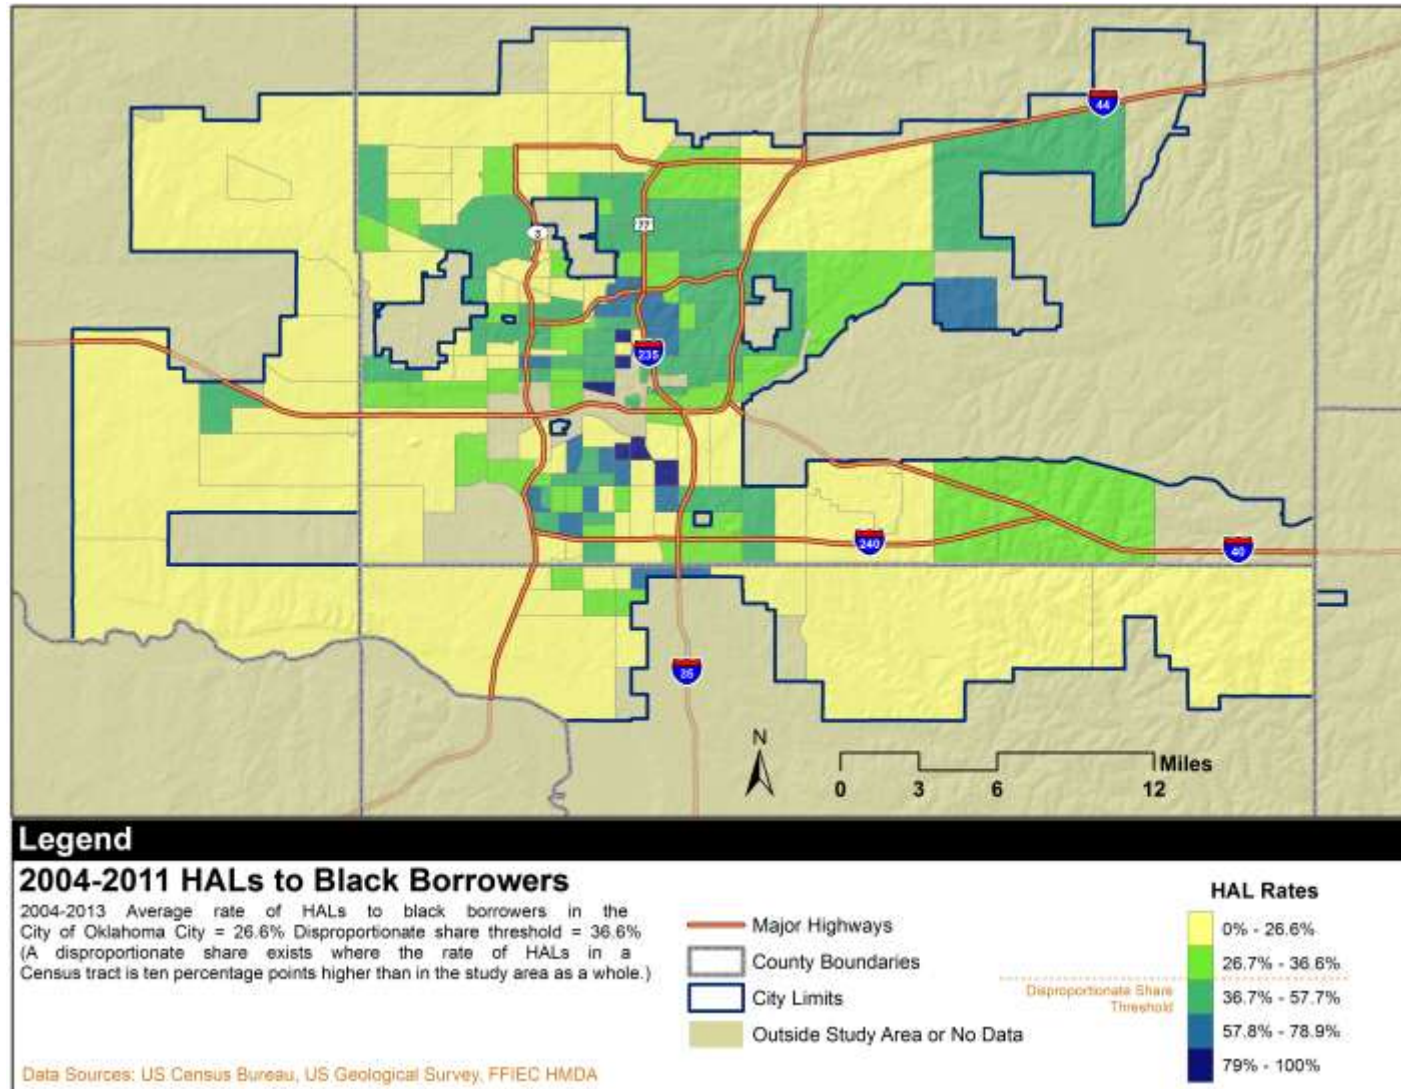 44
3
77
235
240
40
35
N
Miles
0 3 6 12
Legend
2004-2011 HALs to Black Borrowers
2004-2013 Average rate of HALs to black borrowers in the
City of Oklahoma City = 26.6% Disproportionate share threshold = 36.6%
(A disproportionate share exists where the rate of HALs in a
Census tract is ten percentage points higher than in the study area as a whole.)
Data Sources: US Census Bureau, US Geological Survey, FFIEC HMDA
Major Highways
County Boundaries
City Limits
Outside Study Area or No Data
HAL Rates
0% - 26.6%
26.7% - 36.6%
Disproportionate Share
Threshold
36.7% - 57.7%
57.8% - 78.9%
79% - 100%